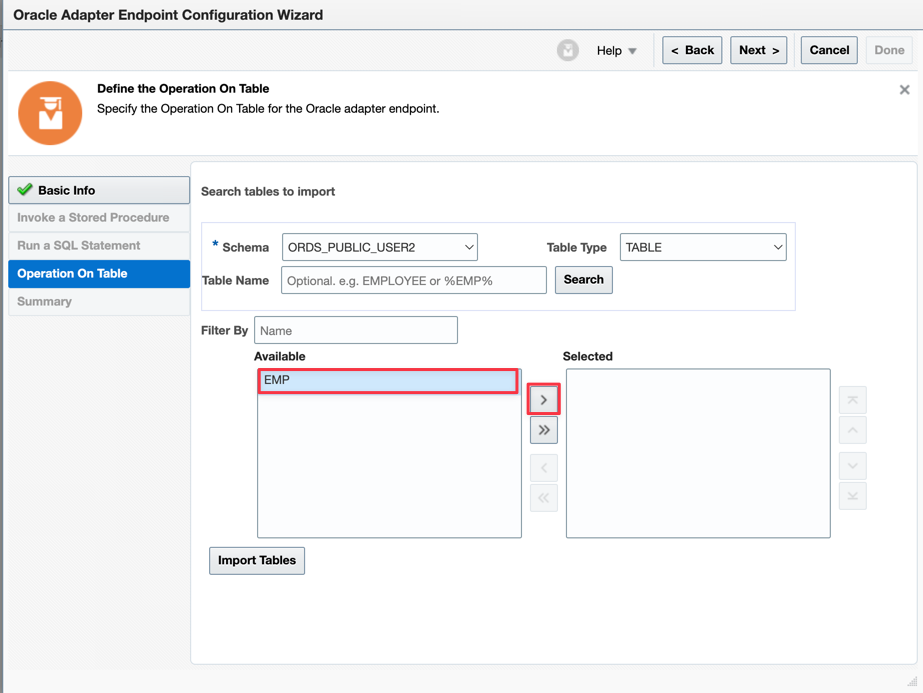 Oracle Adapter Endpoint Configuration Wizard
Help
< Back
Next >
Cancel
Done
Define the Operation On Table
Specify the Operation On Table for the Oracle adapter endpoint.
Basic Info
Invoke a Stored Procedure
Run a SQL Statement
Operation On Table
Summary
Search tables to import
* Schema ORDS_PUBLIC_USER2 Table Type TABLE
Table Name Optional. e.g. EMPLOYEE or %EMP% Search
Filter By Name
Available Selected
EMP
Import Tables